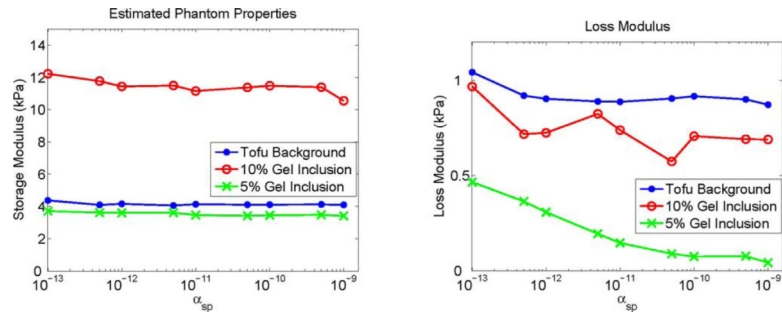 Estimated Phantom Properties
Storage Modulus (kPa)
14
12
10
8
6
4
2
0
Tofu Background
10% Gel Inclusion
5% Gel Inclusion
10^-13
10^-12
10^-11
10^-10
10^-9
α_sp
Loss Modulus
Loss Modulus (kPa)
1
0.5
0
Tofu Background
10% Gel Inclusion
5% Gel Inclusion
10^-13
10^-12
10^-11
10^-10
10^-9
α_sp